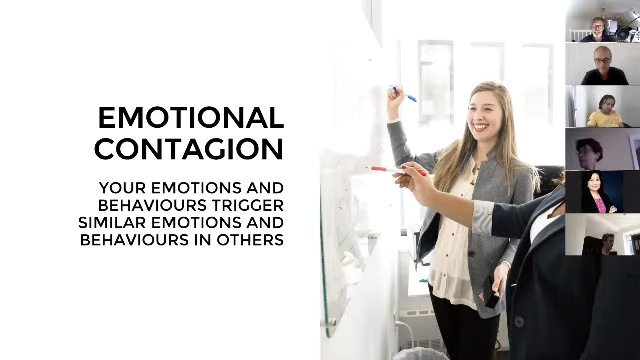 EMOTIONAL
CONTAGION
YOUR EMOTIONS AND
BEHAVIOURS TRIGGER
SIMILAR EMOTIONS AND
BEHAVIOURS IN OTHERS